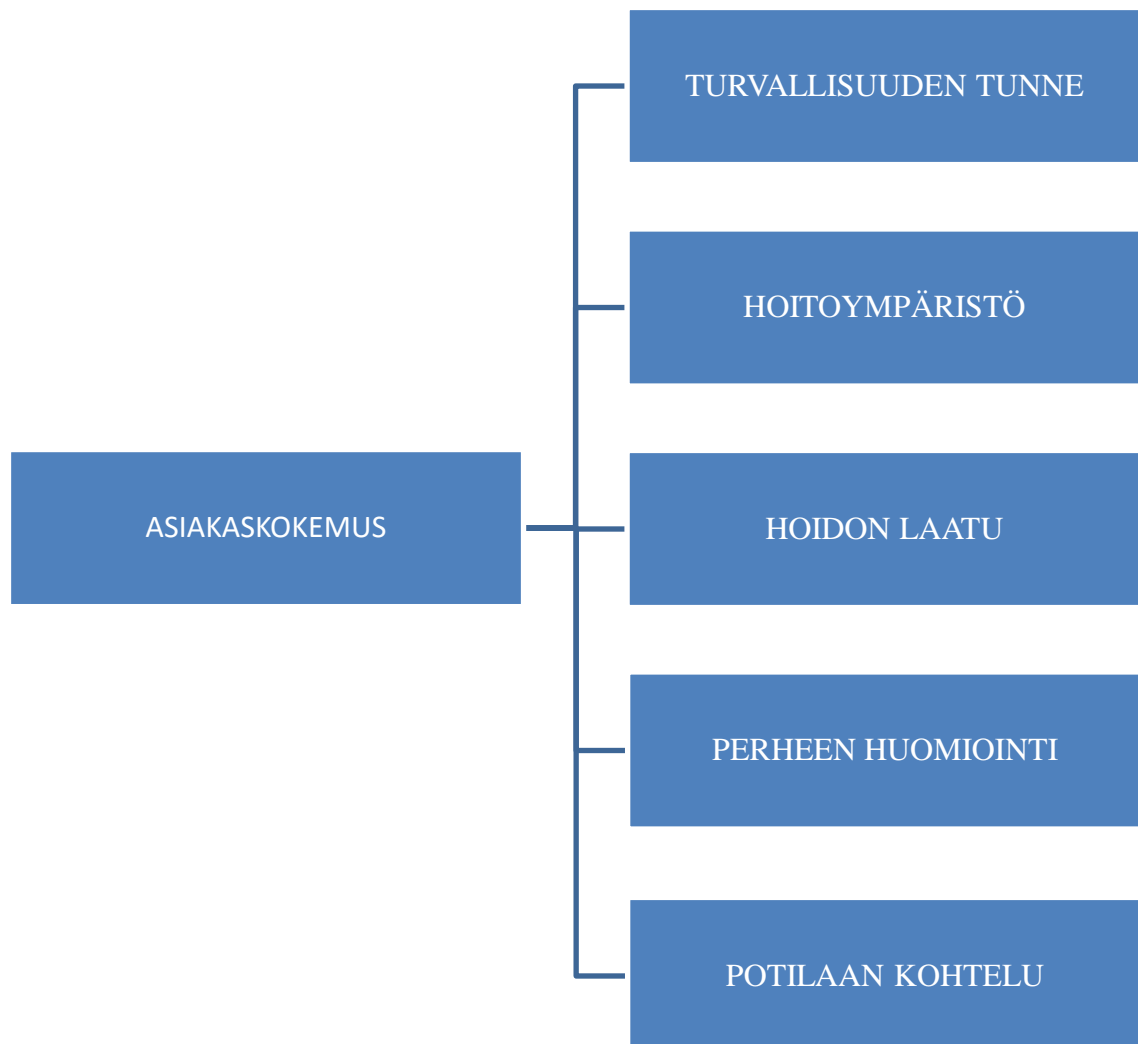 TURVALLISUUDEN TUNNE
HOITOYMPÄRISTÖ
ASIAKASKOKEMUS
HOIDON LAATU
PERHEEN HUOMIOINTI
POTILAAN KOHTELU